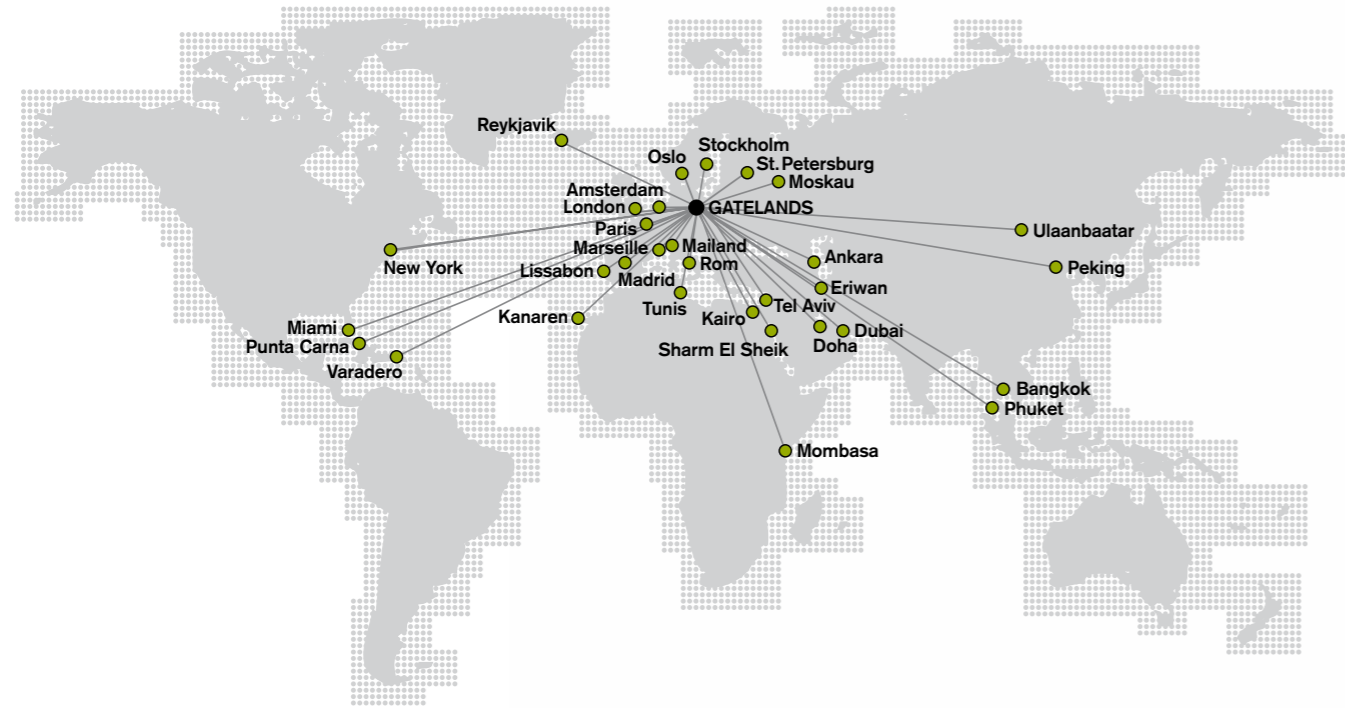 Reykjavik
Stockholm
Oslo
St. Petersburg
Moskau
Amsterdam
London
GATELANDS
Paris
Ulaanbaatar
Marseille
Mailand
Ankara
New York
Lissabon
Madrid
Rom
Peking
Eriwan
Tunis
Tel Aviv
Kanaren
Kairo
Miami
Dubai
Punta Carna
Doha
Sharm El Sheik
Varadero
Bangkok
Phuket
Mombasa